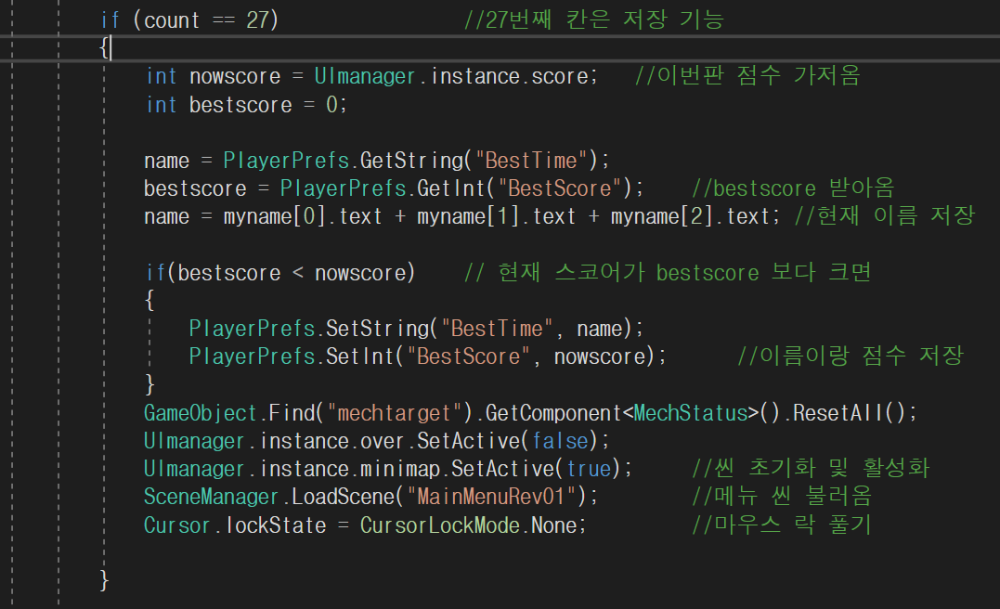 if (count == 27) //27번째 칸은 저장 기능
{
int nowscore = UImanager.instance.score; //이번판 점수 가져옴
int bestscore = 0;
name = PlayerPrefs.GetString("BestTime");
bestscore = PlayerPrefs.GetInt("BestScore"); //bestscore 받아옴
name = myname[0].text + myname[1].text + myname[2].text; //현재 이름 저장
if(bestscore < nowscore) // 현재 스코어가 bestscore 보다 크면
{
PlayerPrefs.SetString("BestTime", name);
PlayerPrefs.SetInt("BestScore", nowscore); //이름이랑 점수 저장
}
GameObject.Find("mechtarget").GetComponent<MechStatus>().ResetAll();
UImanager.instance.over.SetActive(false);
UImanager.instance.minimap.SetActive(true); //씬 초기화 및 활성화
SceneManager.LoadScene("MainMenuRev01"); //메뉴 씬 불러옴
Cursor.lockState = CursorLockMode.None; //마우스 락 풀기
}